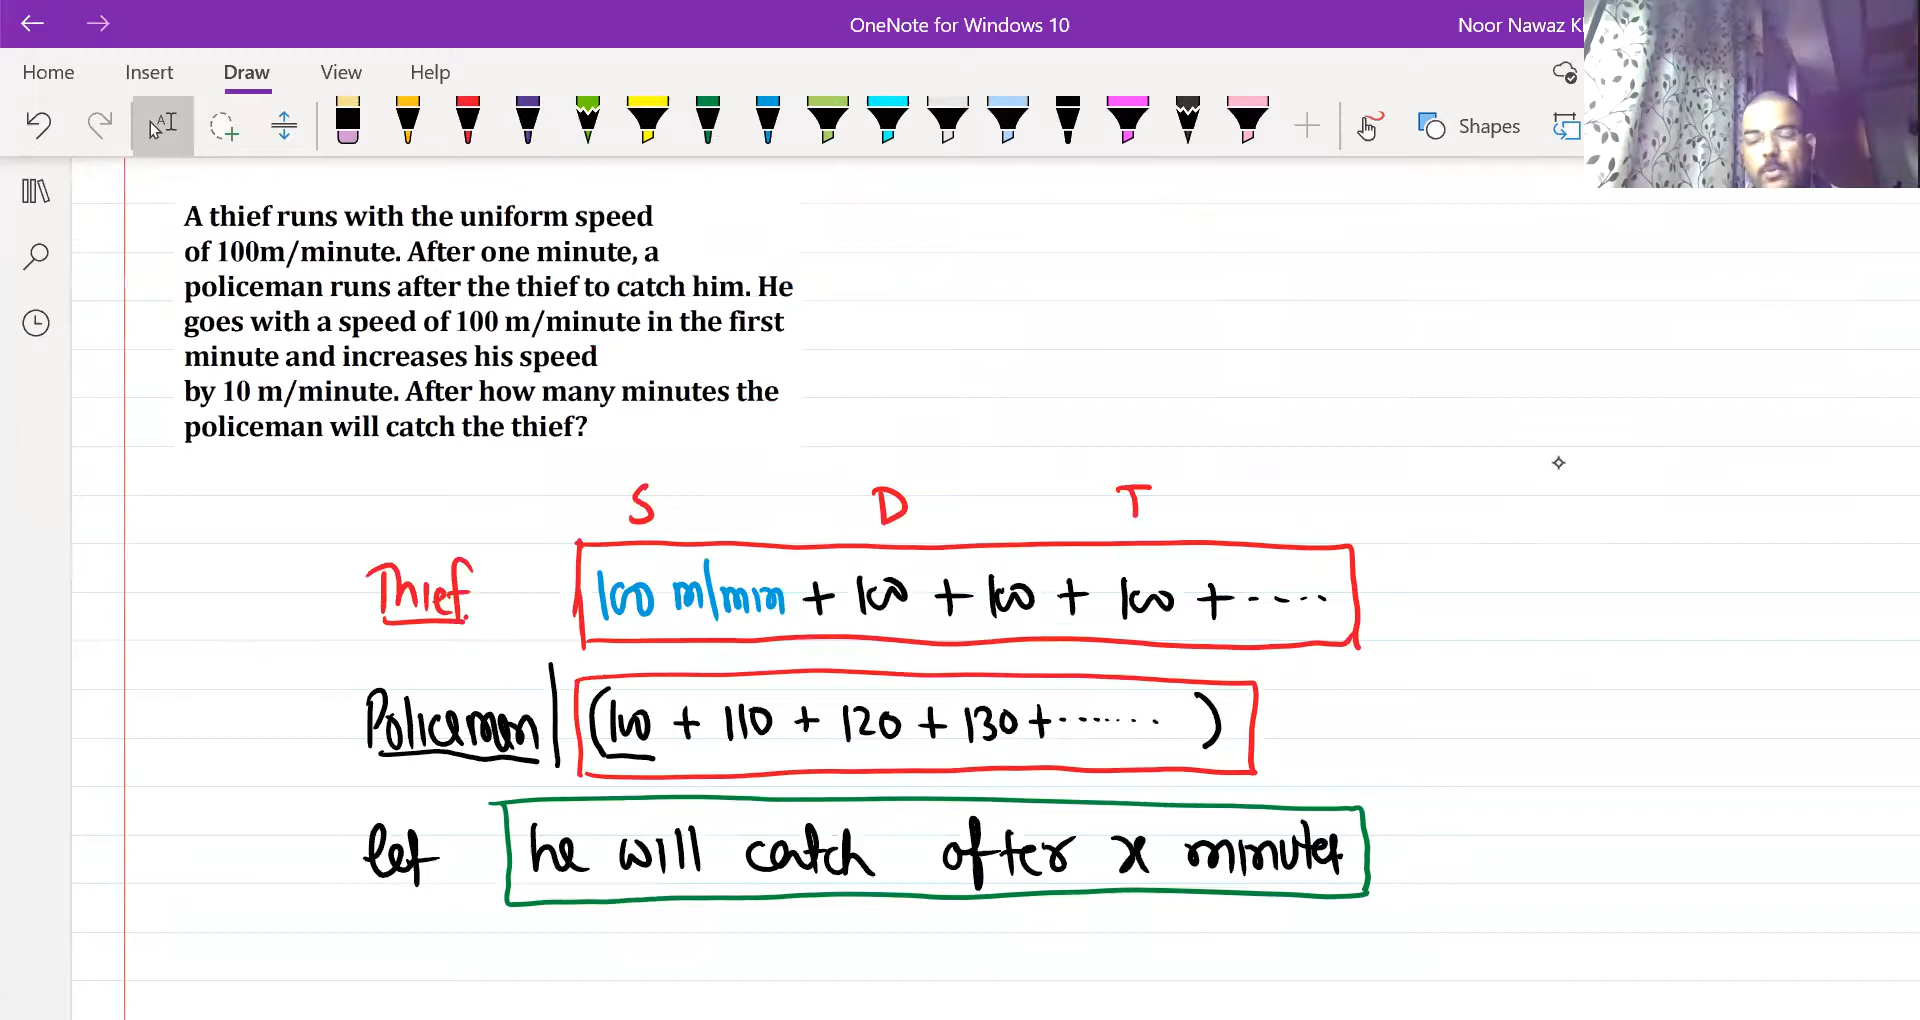 OneNote for Windows 10
Noor Nawaz
Home Insert Draw View Help
Shapes
A thief runs with the uniform speed
of 100m/minute. After one minute, a
policeman runs after the thief to catch him. He
goes with a speed of 100 m/minute in the first
minute and increases his speed
by 10 m/minute. After how many minutes the
policeman will catch the thief?
S D T
Thief 100 m/min + 100 + 100 + 100 + .....
Policeman (100 + 110 + 120 + 130 + ....... )
let he will catch after x minutes